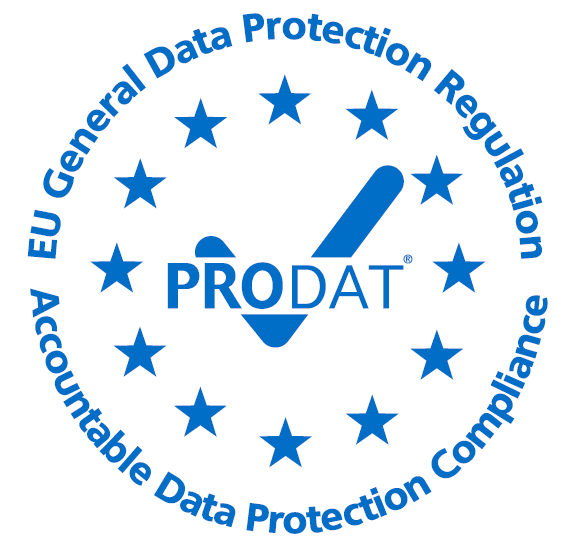 EU General Data Protection Regulation
PRODAT®
Accountable Data Protection Compliance